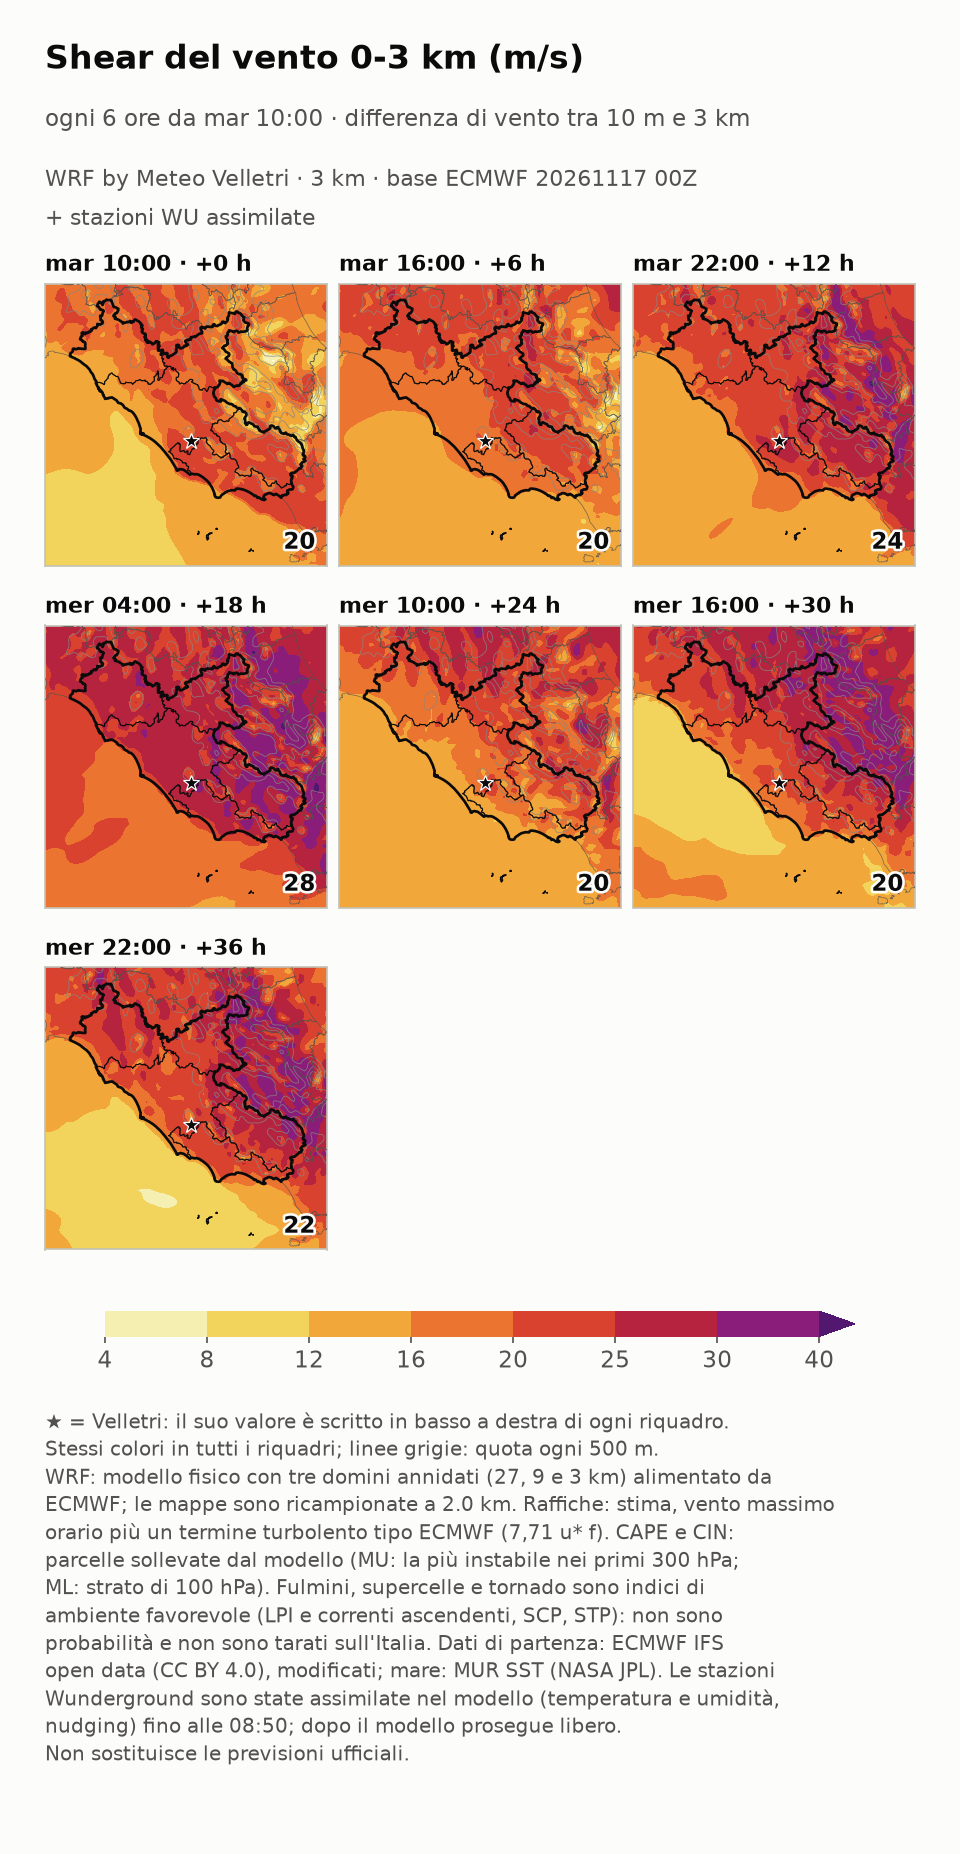 Shear del vento 0-3 km (m/s)
ogni 6 ore da mar 10:00 · differenza di vento tra 10 m e 3 km
WRF by Meteo Velletri · 3 km · base ECMWF 20261117 00Z
+ stazioni WU assimilate
mar 10:00 · +0 h
mar 16:00 · +6 h
mar 22:00 · +12 h
20
20
24
mer 04:00 · +18 h
mer 10:00 · +24 h
mer 16:00 · +30 h
28
20
20
mer 22:00 · +36 h
22
4 8 12 16 20 25 30 40
★ = Velletri: il suo valore è scritto in basso a destra di ogni riquadro.
Stessi colori in tutti i riquadri; linee grigie: quota ogni 500 m.
WRF: modello fisico con tre domini annidati (27, 9 e 3 km) alimentato da
ECMWF; le mappe sono ricampionate a 2.0 km. Raffiche: stima, vento massimo
orario più un termine turbolento tipo ECMWF (7,71 u* f). CAPE e CIN:
parcelle sollevate dal modello (MU: la più instabile nei primi 300 hPa;
ML: strato di 100 hPa). Fulmini, supercelle e tornado sono indici di
ambiente favorevole (LPI e correnti ascendenti, SCP, STP): non sono
probabilità e non sono tarati sull'Italia. Dati di partenza: ECMWF IFS
open data (CC BY 4.0), modificati; mare: MUR SST (NASA JPL). Le stazioni
Wunderground sono state assimilate nel modello (temperatura e umidità,
nudging) fino alle 08:50; dopo il modello prosegue libero.
Non sostituisce le previsioni ufficiali.